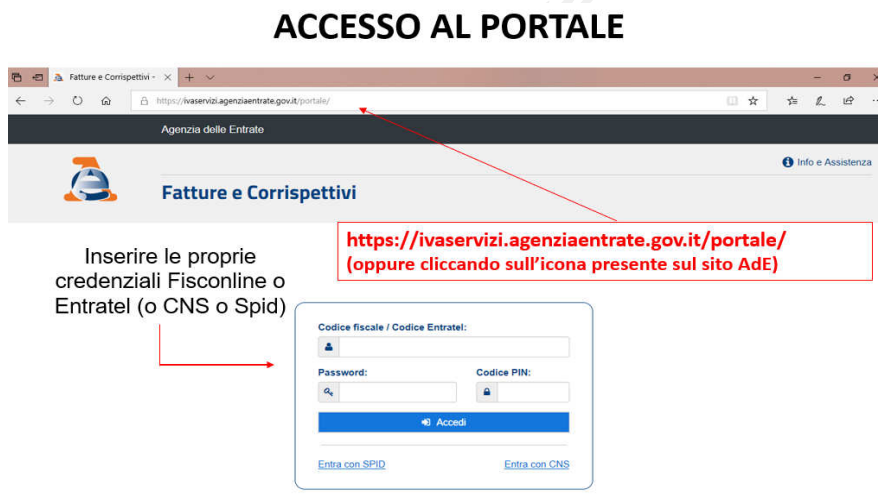 ACCESSO AL PORTALE
Fatture e Corrispettivi -
https://ivaservizi.agenziaentrate.gov.it/portale/
Agenzia delle Entrate
Info e Assistenza
Fatture e Corrispettivi
https://ivaservizi.agenziaentrate.gov.it/portale/
(oppure cliccando sull'icona presente sul sito AdE)
Inserire le proprie
credenziali Fisconline o
Entratel (o CNS o Spid)
Codice fiscale / Codice Entratel:
Password: Codice PIN:
Accedi
Entra con SPID Entra con CNS